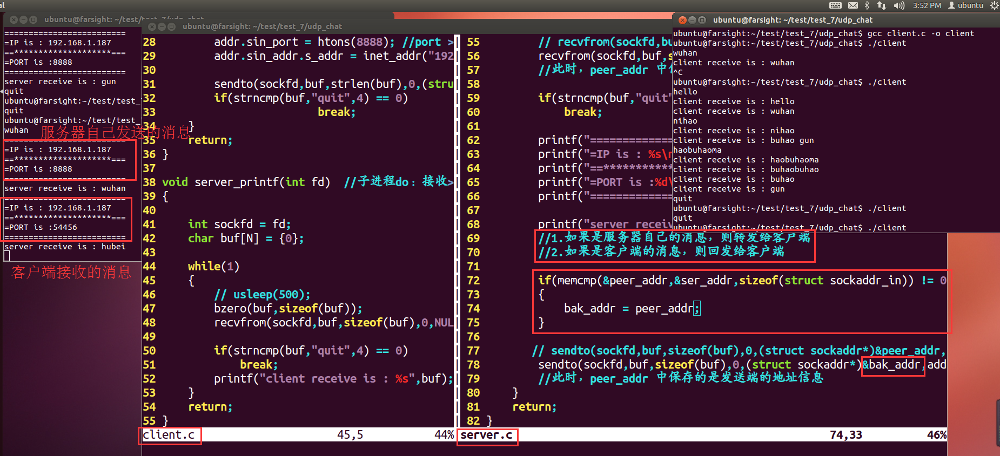 al
3:52 PM
ubuntu
ubuntu@farsight: ~/test/test_7/udp_chat
=========================
=IP is : 192.168.1.187
==*********************===
=PORT is :8888
=========================
server receive is : gun
quit
ubuntu@farsight:~/test/test_
quit
ubuntu@farsight:~/test/test_
wuhan
服务器自己发送的消息
=========================
=IP is : 192.168.1.187
==*********************===
=PORT is :8888
=========================
server receive is : wuhan
=========================
=IP is : 192.168.1.187
==*********************===
=PORT is :54456
=========================
server receive is : hubei
客户端接收的消息
ubuntu@farsight: ~/test/test_7/udp_chat
28 addr.sin_port = htons(8888); //port >
29 addr.sin_addr.s_addr = inet_addr("192
30
31 sendto(sockfd,buf,strlen(buf),0,(stru
32 if(strncmp(buf,"quit",4) == 0)
33 break;
34 }
35 return;
36 }
37
38 void server_printf(int fd) //子进程do：接收>
39 {
40
41 int sockfd = fd;
42 char buf[N] = {0};
43
44 while(1)
45 {
46 // usleep(500);
47 bzero(buf,sizeof(buf));
48 recvfrom(sockfd,buf,sizeof(buf),0,NUL
49
50 if(strncmp(buf,"quit",4) == 0)
51 break;
52 printf("client receive is : %s",buf);
53 }
54 return;
55 }
client.c 45,5 44%
55 // recvfrom(sockfd,bu
56 recvfrom(sockfd,buf,s
57 //此时，peer_addr 中保
58
59 if(strncmp(buf,"quit"
60 break;
61
62 printf("=============
63 printf("=IP is : %s\n
64 printf("==***********
65 printf("=PORT is :%d\
66 printf("=============
67
68 printf("server receiv
69 //1.如果是服务器自己的消息，则转发给客户端
70 //2.如果是客户端的消息，则回发给客户端
71
72 if(memcmp(&peer_addr,&ser_addr,sizeof(struct sockaddr_in)) != 0
73 {
74 bak_addr = peer_addr;
75 }
76
77 // sendto(sockfd,buf,sizeof(buf),0,(struct sockaddr*)&peer_addr,
78 sendto(sockfd,buf,sizeof(buf),0,(struct sockaddr*)&bak_addr,add
79 //此时，peer_addr 中保存的是发送端的地址信息
80 }
81 return;
82 }
server.c 74,33 46%
ubuntu@farsight: ~/test/test_7/udp_chat
ubuntu@farsight:~/test/test_7/udp_chat$ gcc client.c -o client
ubuntu@farsight:~/test/test_7/udp_chat$ ./client
wuhan
client receive is : wuhan
^C
ubuntu@farsight:~/test/test_7/udp_chat$ ./client
hello
client receive is : hello
client receive is : wuhan
nihao
client receive is : nihao
client receive is : buhao gun
haobuhaoma
client receive is : haobuhaoma
client receive is : buhaobuhao
client receive is : buhao
client receive is : gun
quit
ubuntu@farsight:~/test/test_7/udp_chat$ ./client
quit
ubuntu@farsight:~/test/test_7/udp_chat$ ./client